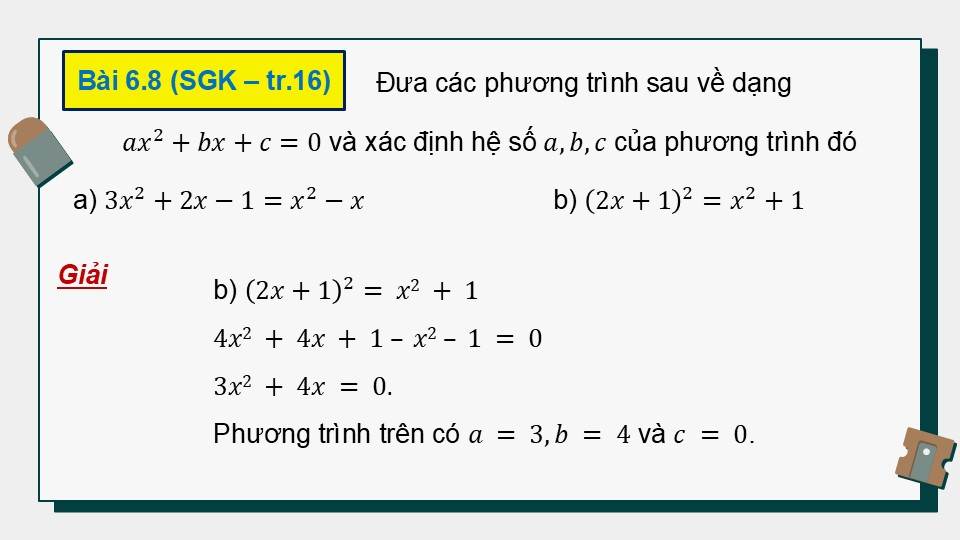 Bài 6.8 (SGK – tr.16) Đưa các phương trình sau về dạng
𝑎𝑥² + 𝑏𝑥 + 𝑐 = 0 và xác định hệ số 𝑎, 𝑏, 𝑐 của phương trình đó
a) 3𝑥² + 2𝑥 − 1 = 𝑥² − 𝑥 b) (2𝑥 + 1)² = 𝑥² + 1
Giải
b) (2𝑥 + 1)² = 𝑥² + 1
4𝑥² + 4𝑥 + 1 – 𝑥² – 1 = 0
3𝑥² + 4𝑥 = 0.
Phương trình trên có 𝑎 = 3, 𝑏 = 4 và 𝑐 = 0.